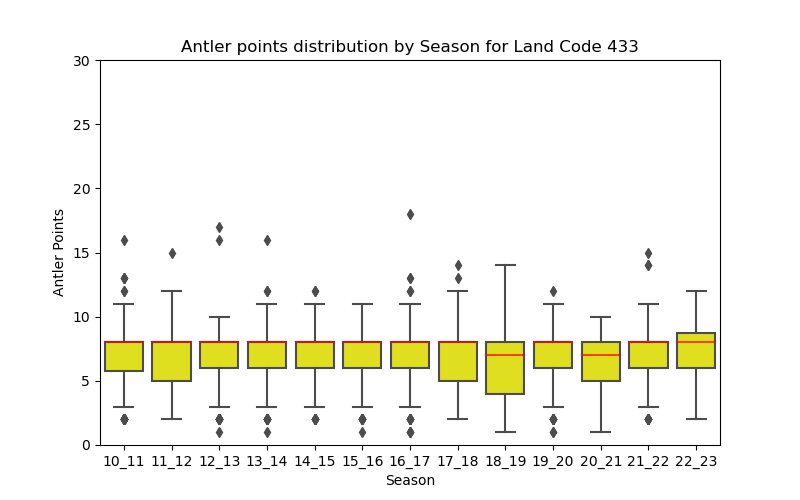 Antler points distribution by Season for Land Code 433
30
25
20
15
10
5
0
Antler Points
10_11 11_12 12_13 13_14 14_15 15_16 16_17 17_18 18_19 19_20 20_21 21_22 22_23
Season